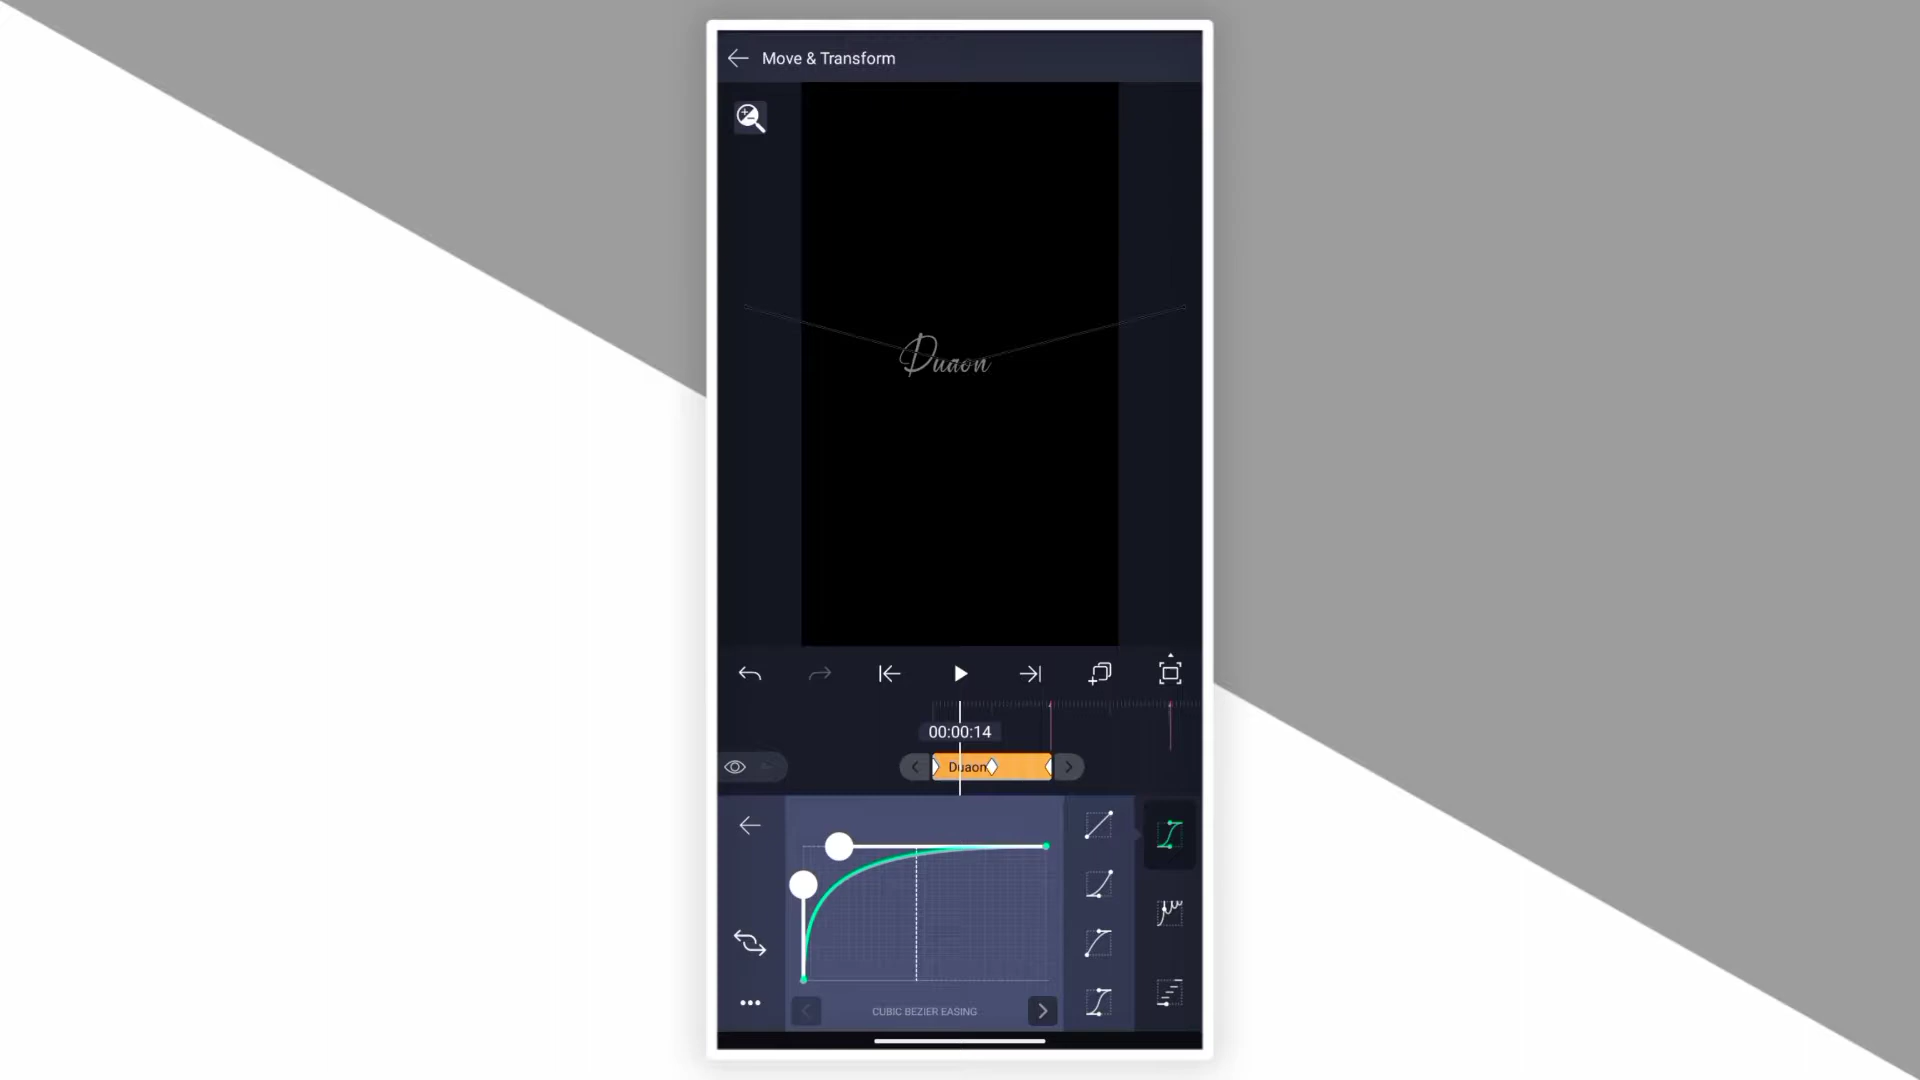 Move & Transform
Duaon
00:00:14
Duaon
CUBIC BEZIER EASING